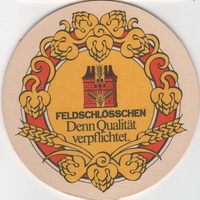 FELDSCHLÖSSCHEN
Denn Qualität
verpflichtet.